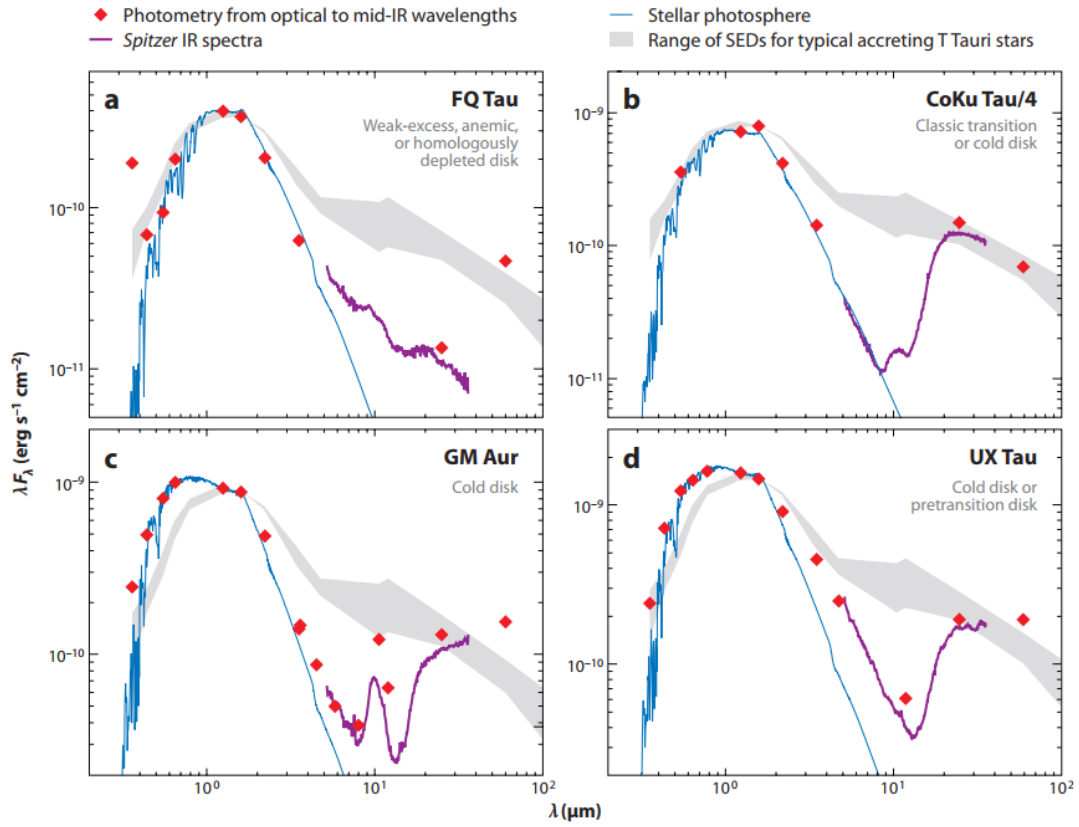 Photometry from optical to mid-IR wavelengths
Stellar photosphere
Spitzer IR spectra
Range of SEDs for typical accreting T Tauri stars
a
FQ Tau
Weak-excess, anemic,
or homologously
depleted disk
10⁻¹⁰
10⁻¹¹
b
CoKu Tau/4
Classic transition
or cold disk
10⁻⁹
10⁻¹⁰
10⁻¹¹
c
GM Aur
Cold disk
10⁻⁹
10⁻¹⁰
10⁰
10¹
10²
d
UX Tau
Cold disk or
pretransition disk
10⁻⁹
10⁻¹⁰
10⁰
10¹
10²
λFλ (erg s⁻¹ cm⁻²)
λ (μm)